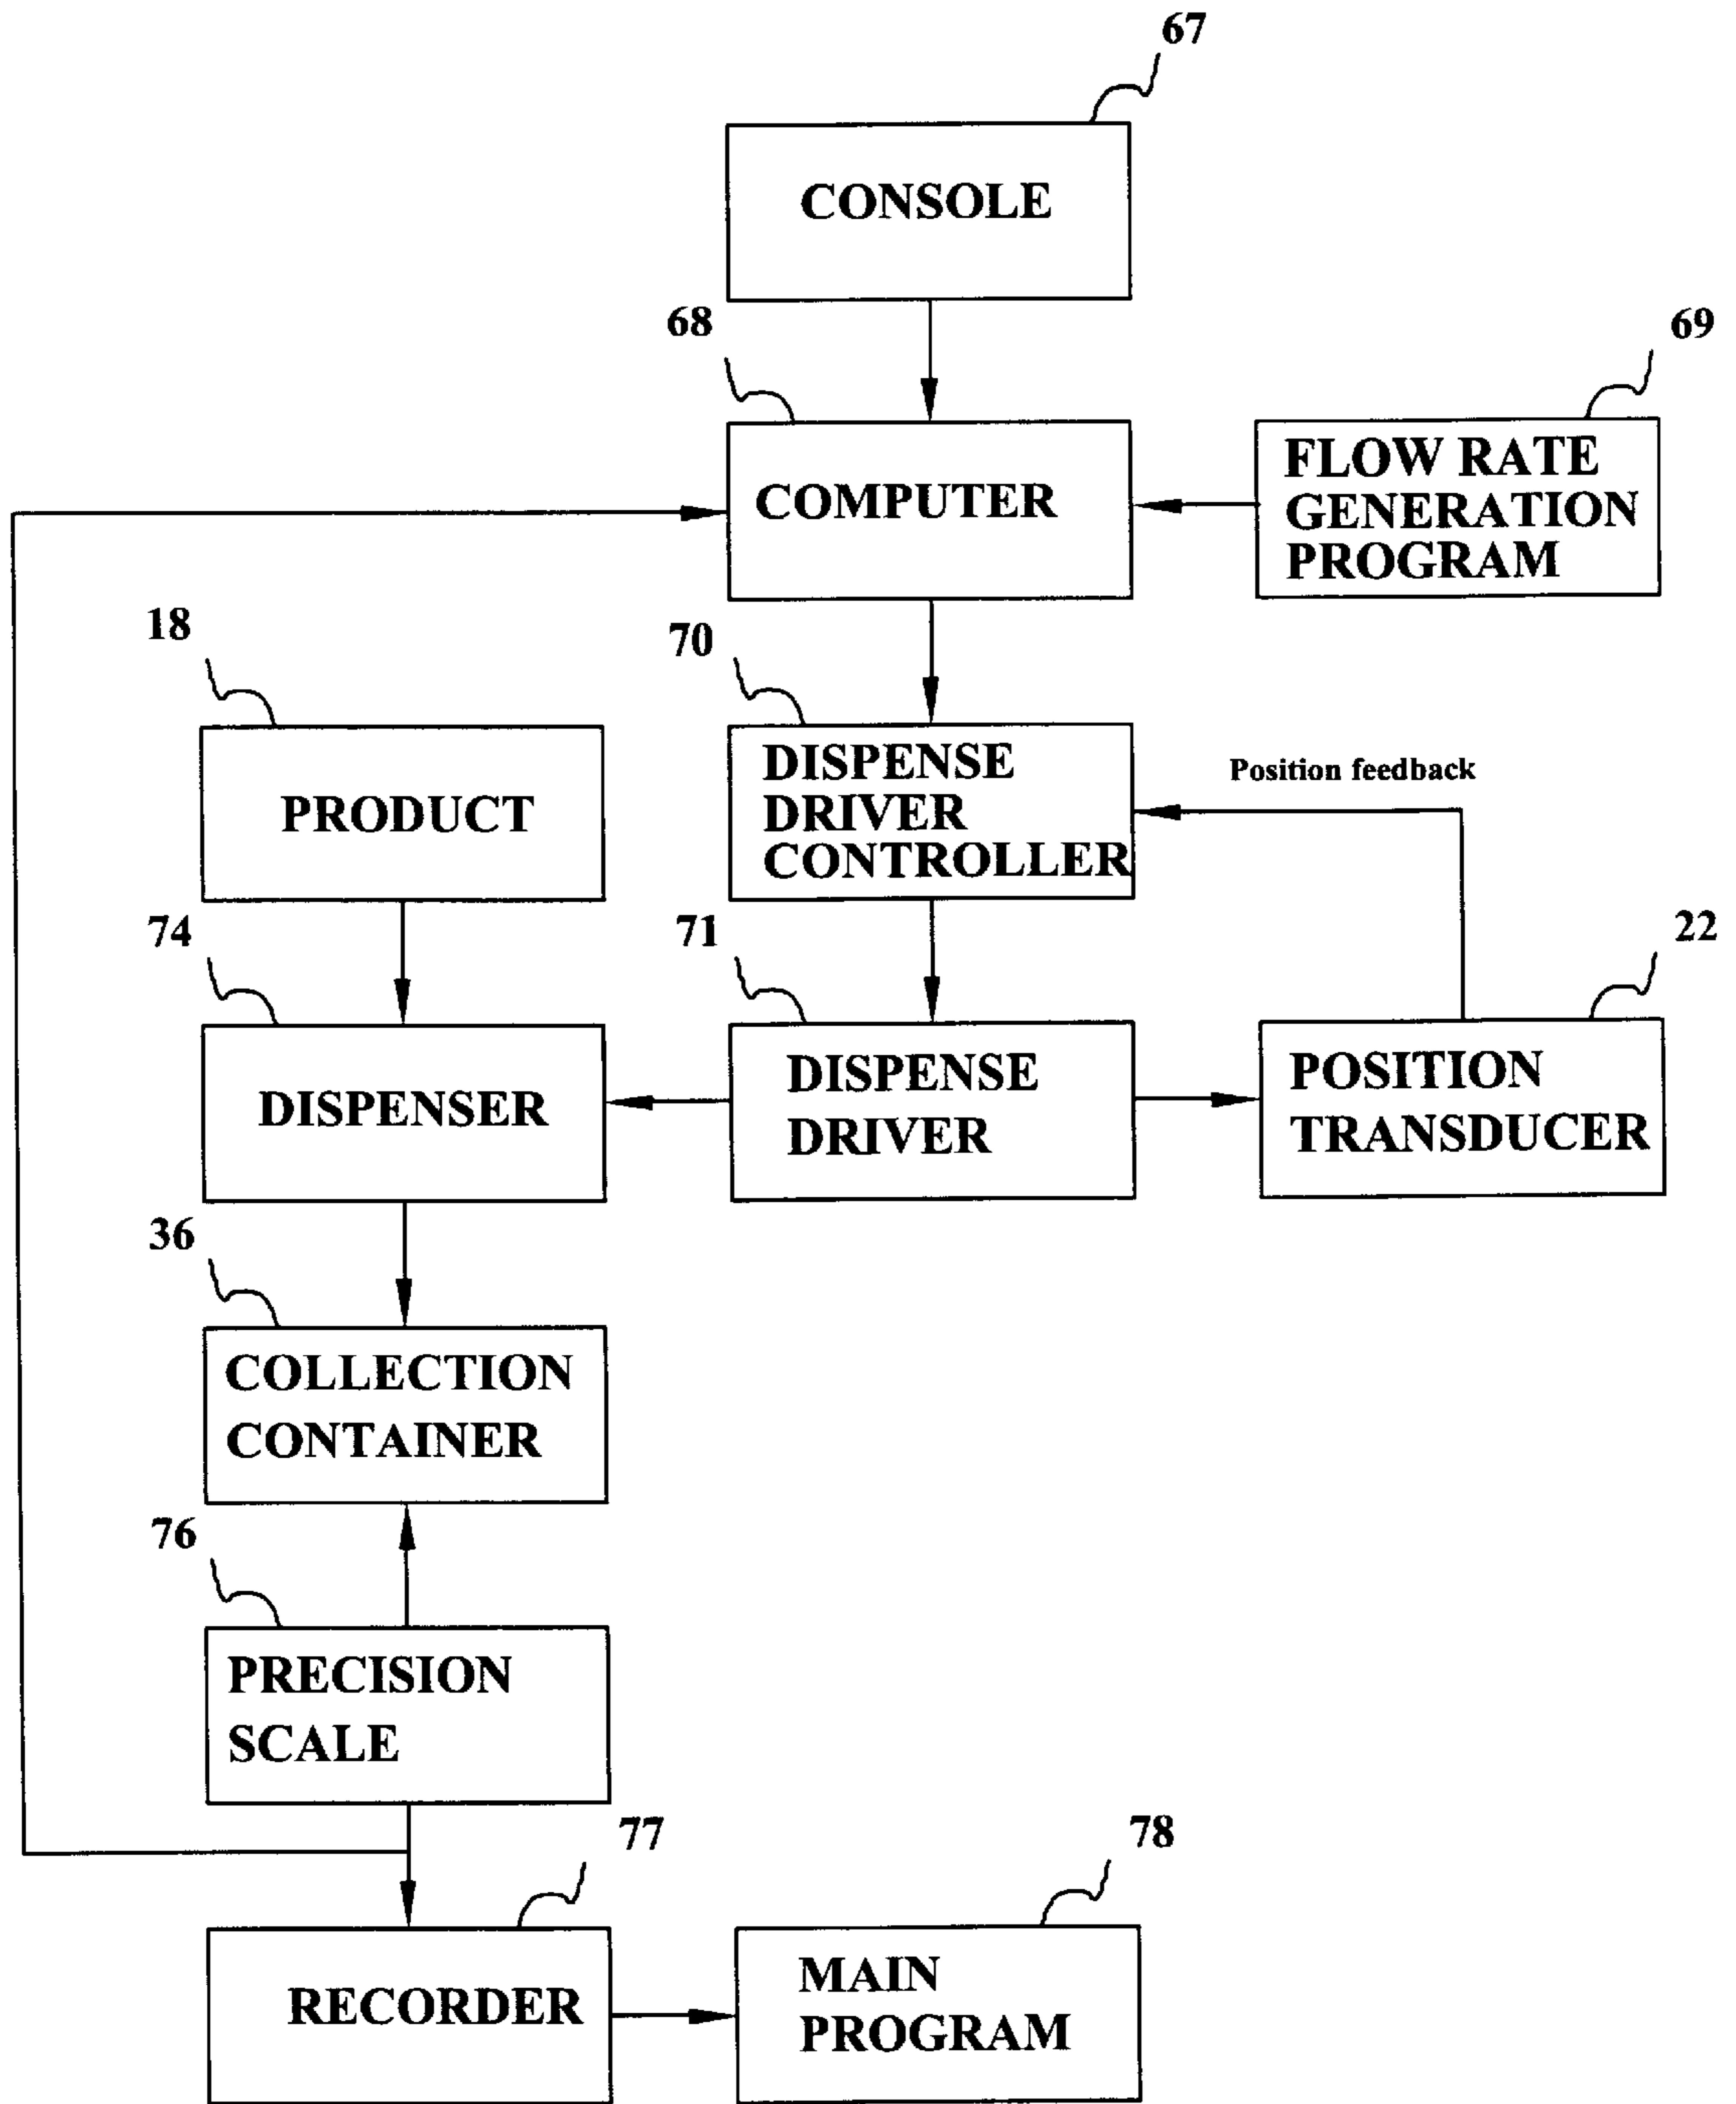 67
CONSOLE
68
69
COMPUTER
FLOW RATE
GENERATION
PROGRAM
18
70
PRODUCT
DISPENSE
DRIVER
CONTROLLER
Position feedback
74
71
22
DISPENSER
DISPENSE
DRIVER
POSITION
TRANSDUCER
36
COLLECTION
CONTAINER
76
PRECISION
SCALE
77
78
RECORDER
MAIN
PROGRAM